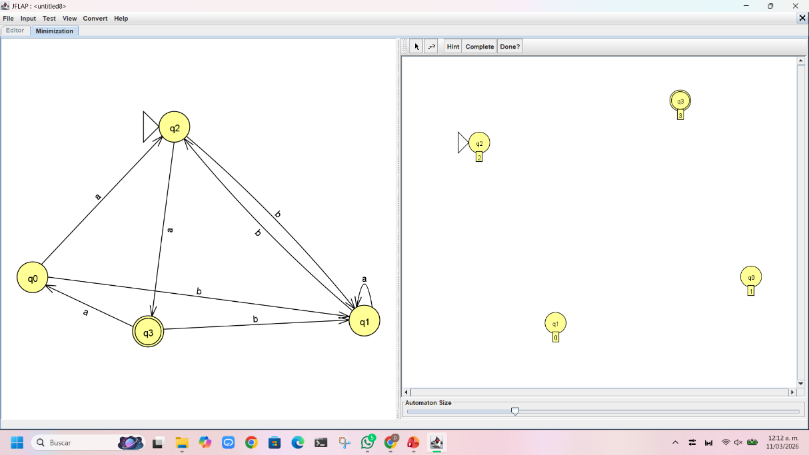 JFLAP : <untitled8>
File Input Test View Convert Help
Editor Minimization
Hint Complete Done?
q2
a
b
b
a
a
q0
b
a
b
q3
q1
q3
3
q2
2
q0
1
q1
0
Automaton Size
Buscar
12:12 a. m.
11/03/2026